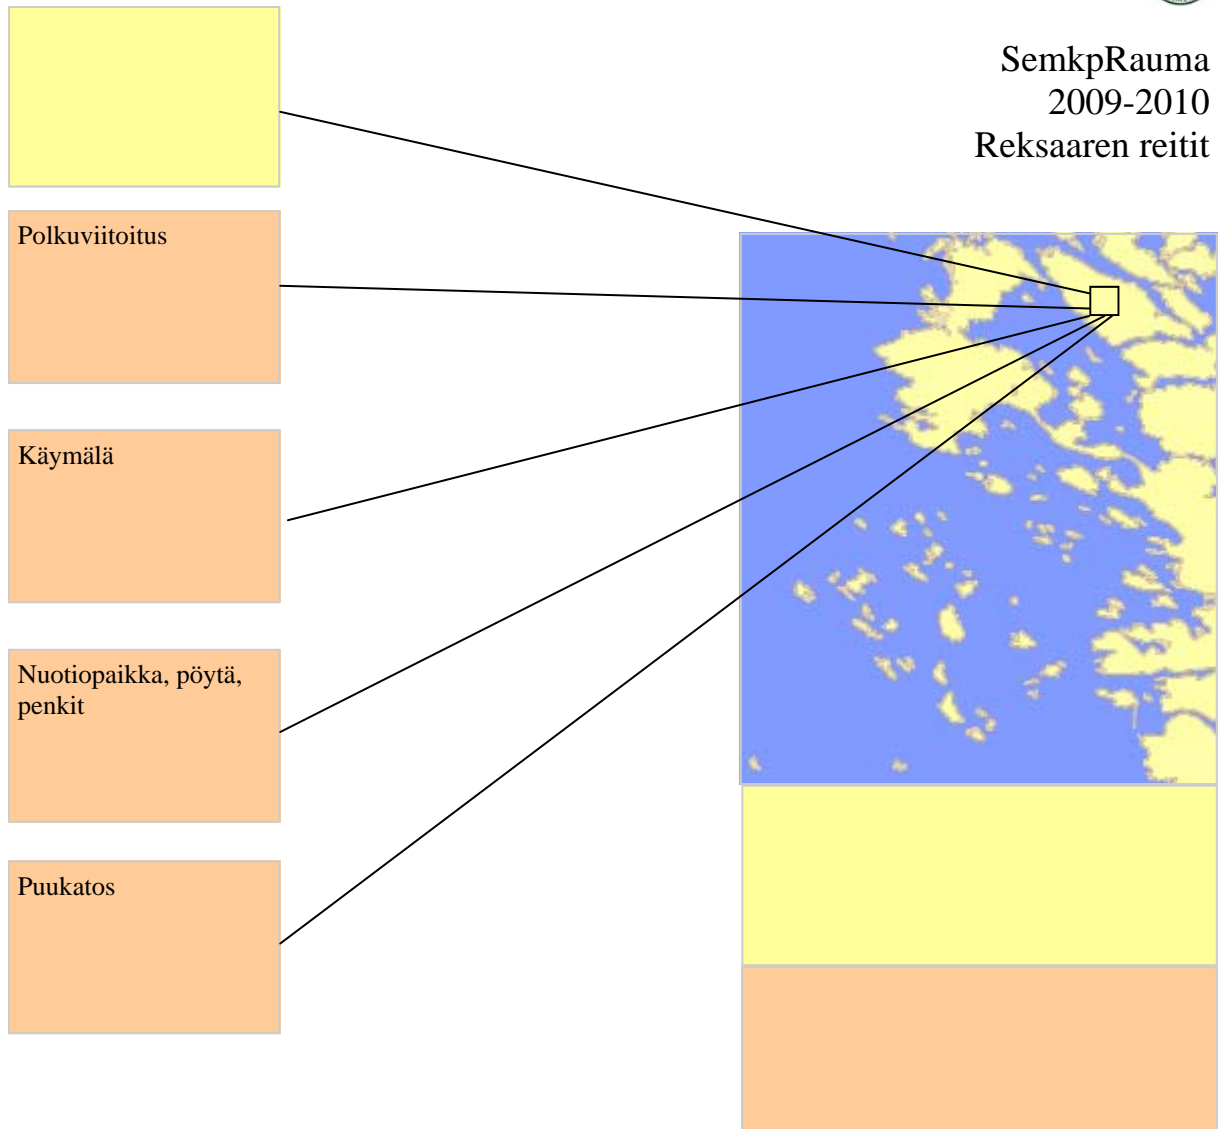 SemkpRauma
2009-2010
Reksaaren reitit
Polkuviitoitus
Käymälä
Nuotiopaikka, pöytä,
penkit
Puukatos